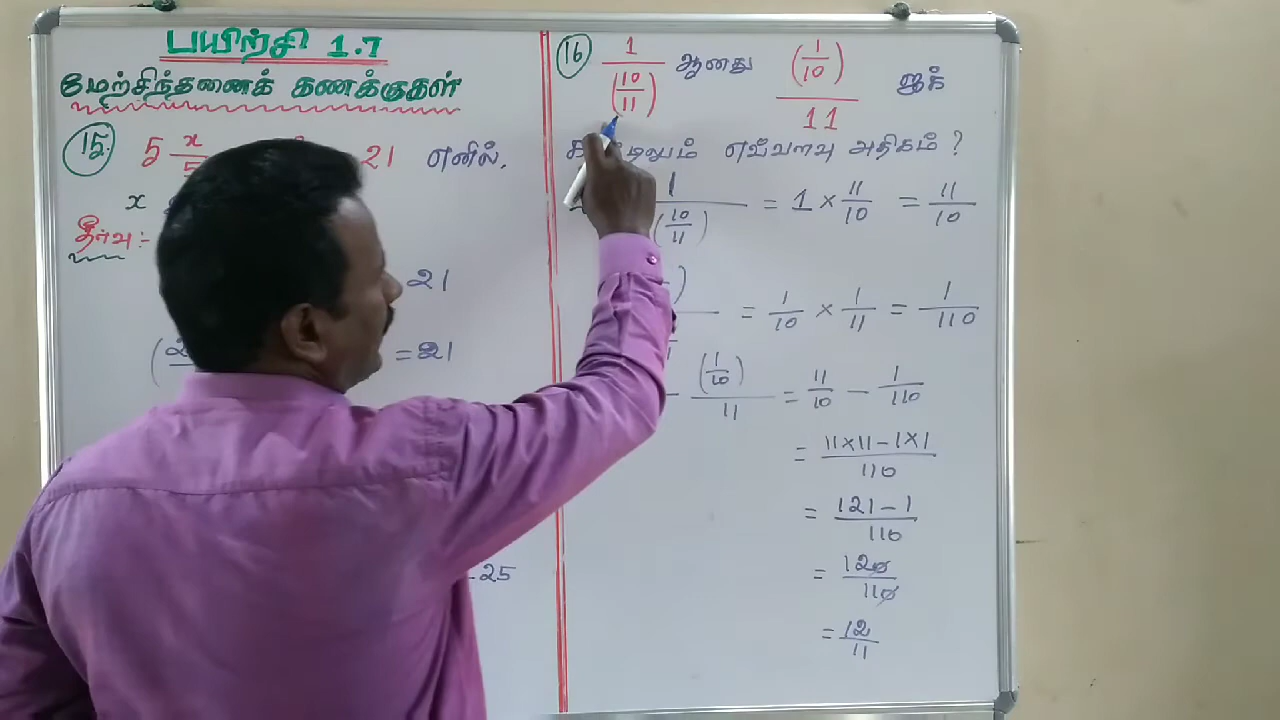 பயிற்சி 1.7
மேற்சிந்தனைக் கணக்குகள்
15. 5 x/5 21 எனில்,
x
தீர்வு :-
= 21
= 21
- 25
16 1/(10/11) ஆனது (1/10)/11 ஐக்
எவ்வளவு அதிகம் ?
1/(10/11) = 1 × 11/10 = 11/10
= 1/10 × 1/11 = 1/110
- (1/10)/11 = 11/10 - 1/110
= 11×11-1×1/110
= 121-1/110
= 120/110
= 12/11